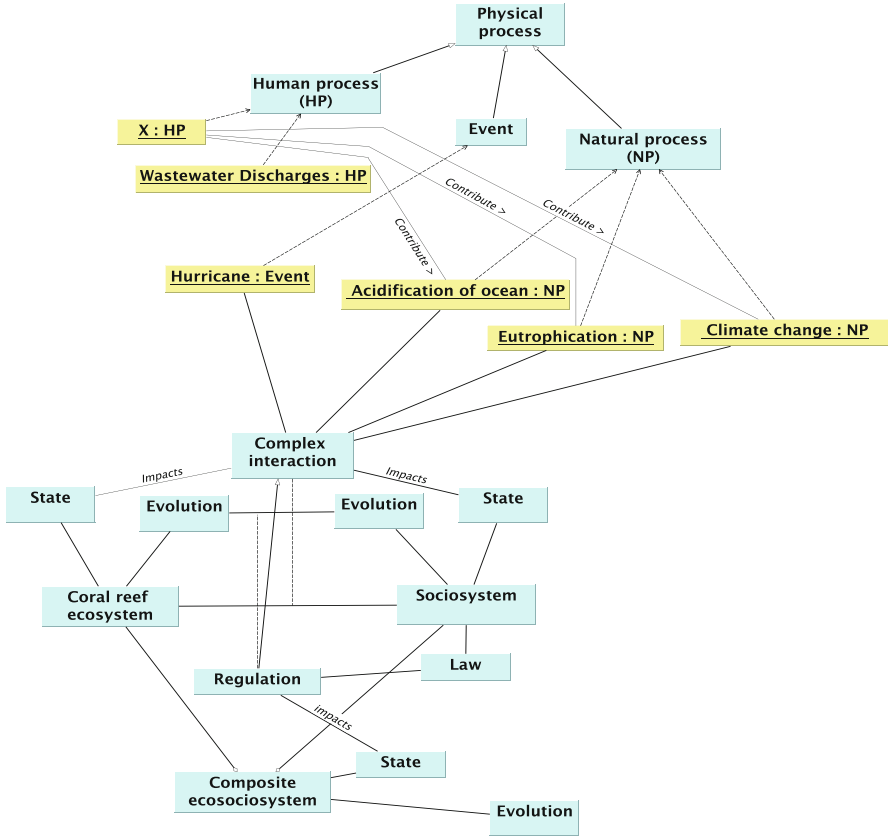 Physical
process
Human process
(HP)
Event
Natural process
(NP)
X : HP
Wastewater Discharges : HP
Contribute >
Contribute >
Contribute >
Hurricane : Event
Acidification of ocean : NP
Eutrophication : NP
Climate change : NP
Complex
interaction
Impacts
Impacts
State
Evolution
Evolution
State
Coral reef
ecosystem
Sociosystem
Regulation
Law
impacts
State
Composite
ecosociosystem
Evolution